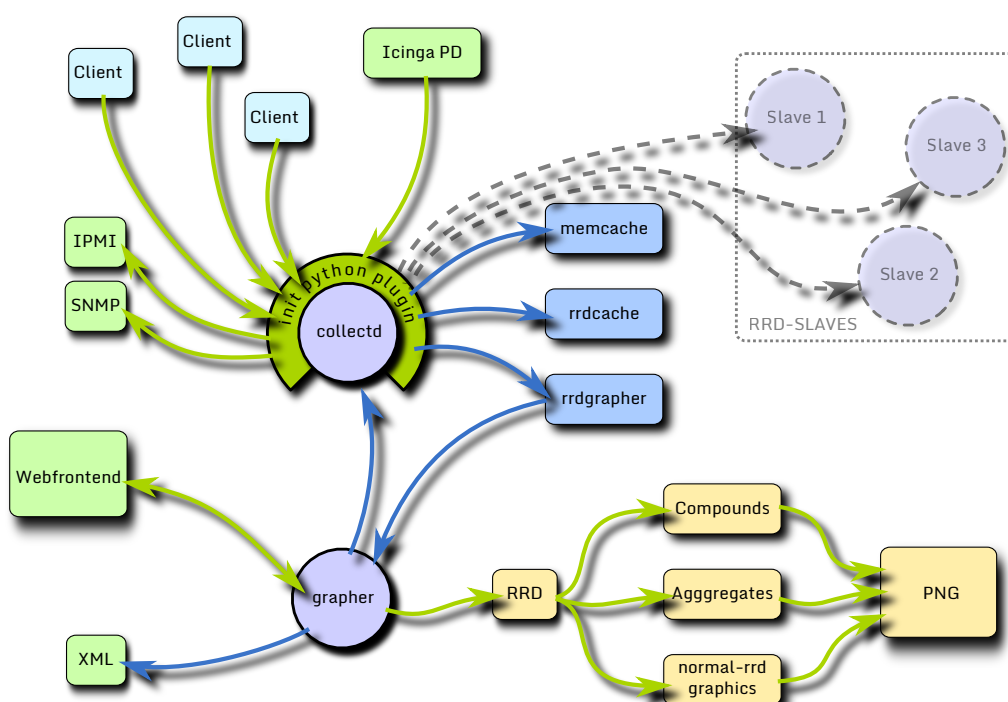 Client
Client
Icinga PD
Client
Slave 1
Slave 3
IPMI
memcache
SNMP
init python plugin
collectd
rrdcache
Slave 2
RRD-SLAVES
rrdgrapher
Webfrontend
Compounds
grapher
RRD
Agggregates
PNG
XML
normal-rrd
graphics